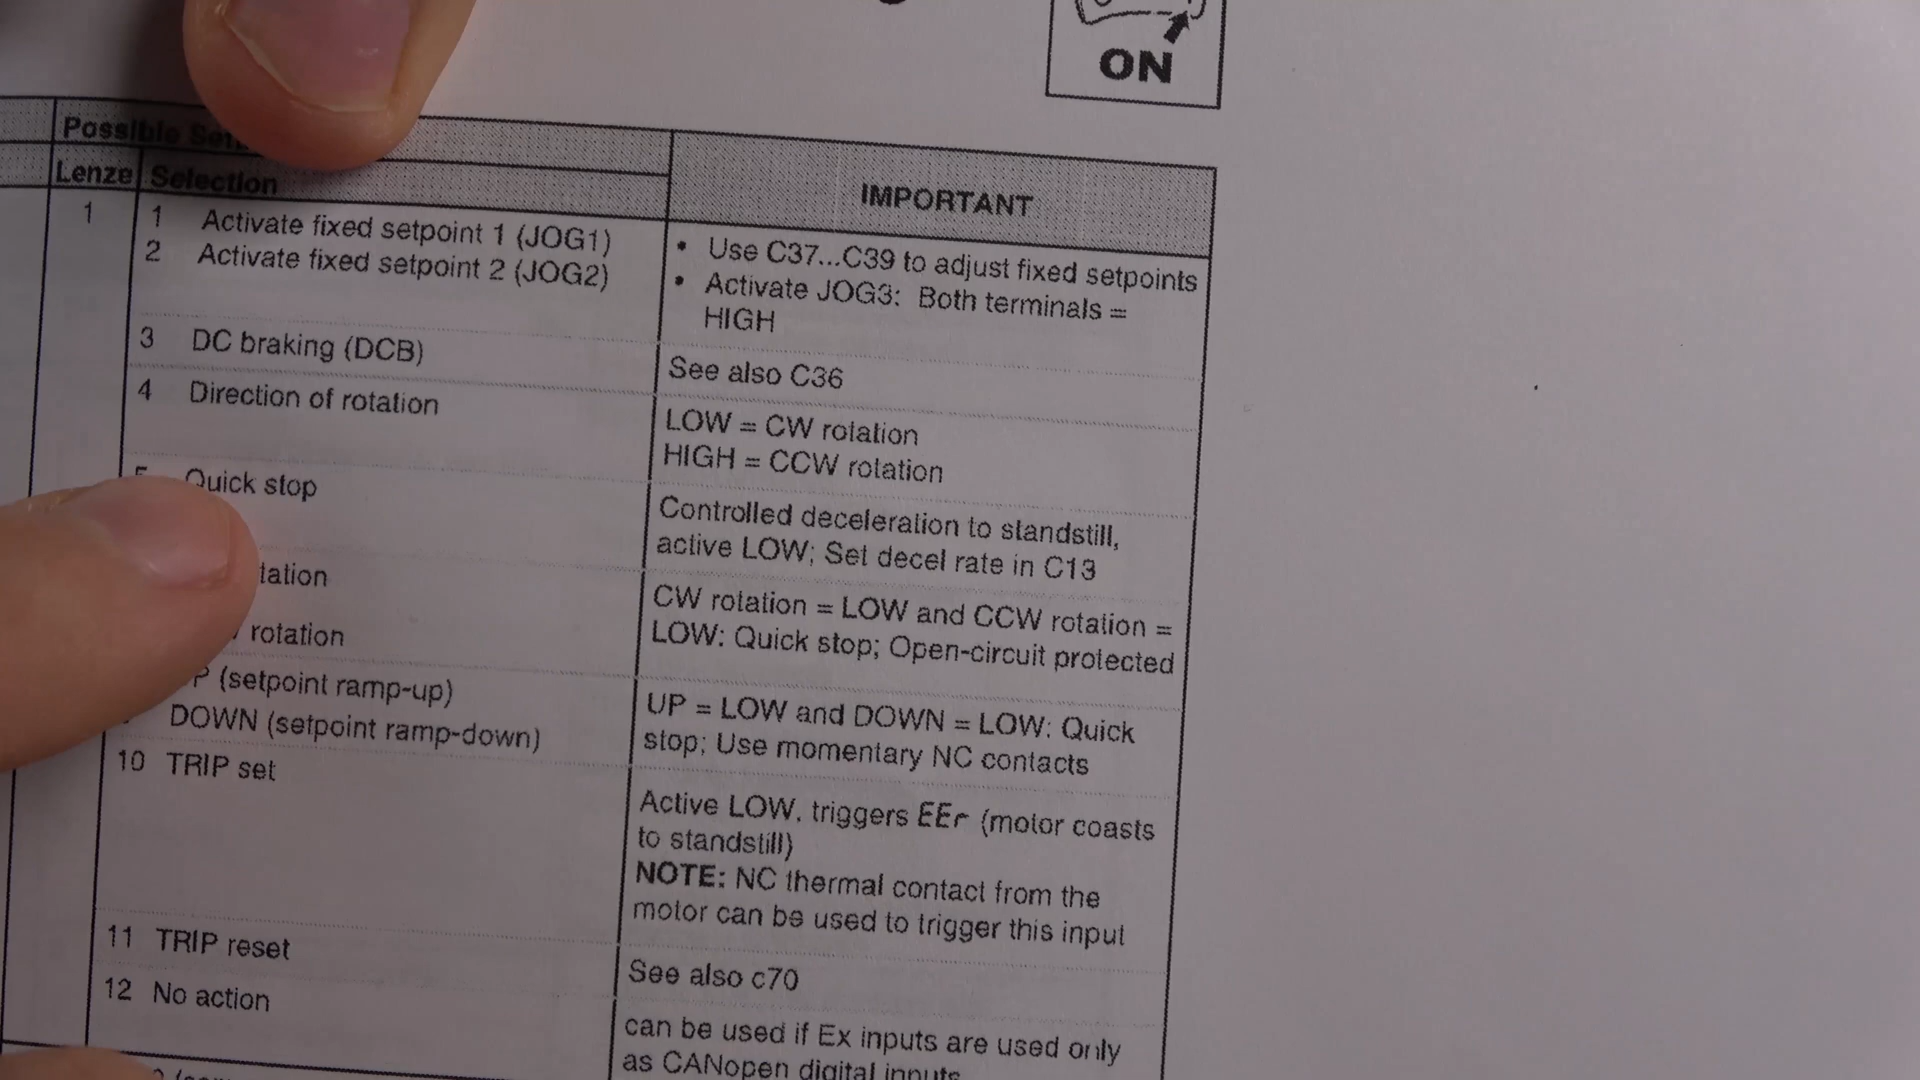 ON
Possible
IMPORTANT
Lenze Selection
1 1 Activate fixed setpoint 1 (JOG1)
2 Activate fixed setpoint 2 (JOG2)
• Use C37...C39 to adjust fixed setpoints
• Activate JOG3: Both terminals =
HIGH
3 DC braking (DCB)
See also C36
4 Direction of rotation
LOW = CW rotation
HIGH = CCW rotation
Quick stop
Controlled deceleration to standstill,
active LOW; Set decel rate in C13
rotation
CW rotation = LOW and CCW rotation =
LOW: Quick stop; Open-circuit protected
(setpoint ramp-up)
DOWN (setpoint ramp-down)
UP = LOW and DOWN = LOW: Quick
stop; Use momentary NC contacts
10 TRIP set
Active LOW, triggers EEr (motor coasts
to standstill)
NOTE: NC thermal contact from the
motor can be used to trigger this input
11 TRIP reset
See also c70
12 No action
can be used if Ex inputs are used only
as CANopen digital inputs